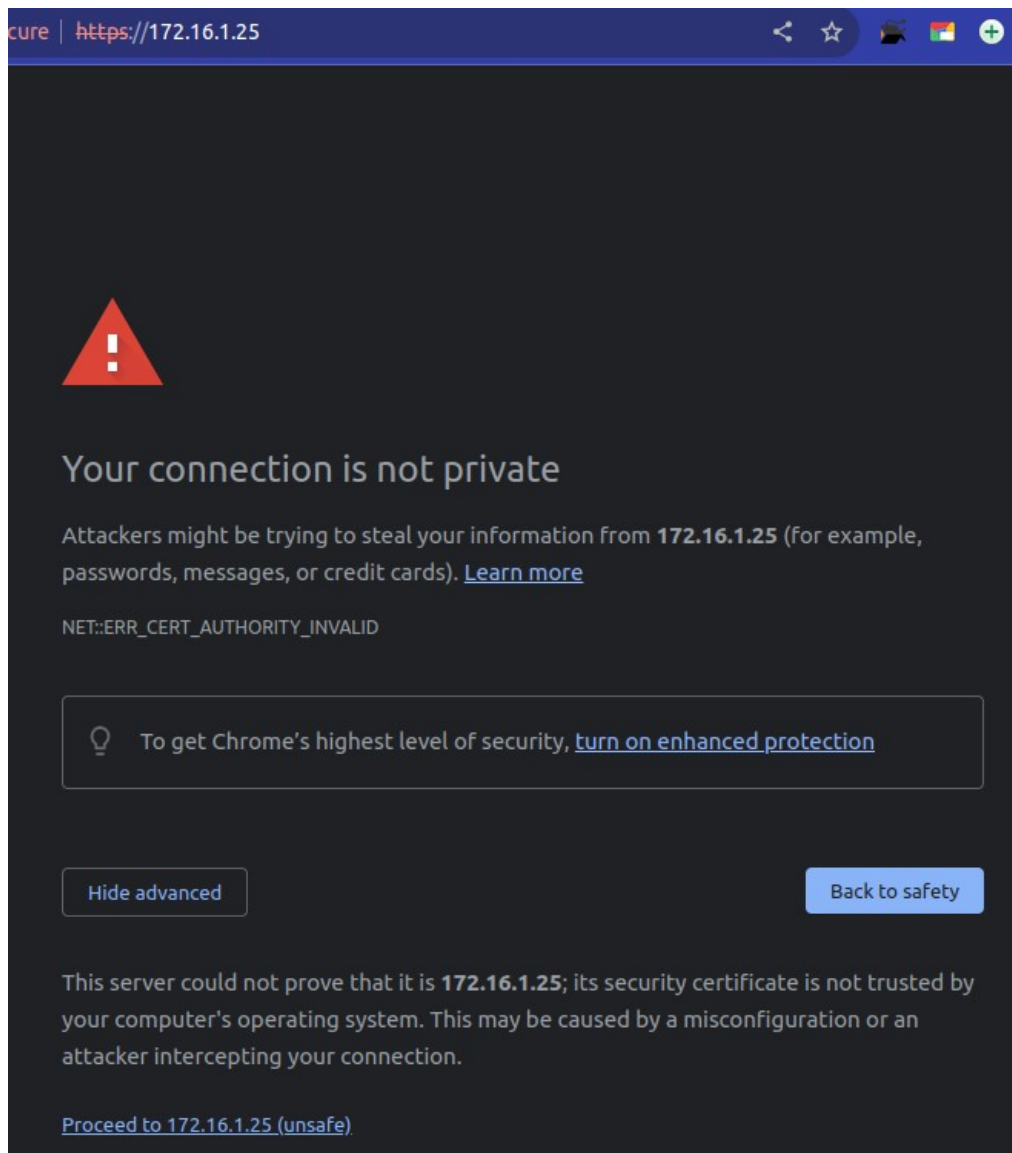 cure | https://172.16.1.25
Your connection is not private
Attackers might be trying to steal your information from 172.16.1.25 (for example,
passwords, messages, or credit cards). Learn more
NET::ERR_CERT_AUTHORITY_INVALID
To get Chrome’s highest level of security, turn on enhanced protection
Hide advanced
Back to safety
This server could not prove that it is 172.16.1.25; its security certificate is not trusted by
your computer's operating system. This may be caused by a misconfiguration or an
attacker intercepting your connection.
Proceed to 172.16.1.25 (unsafe)